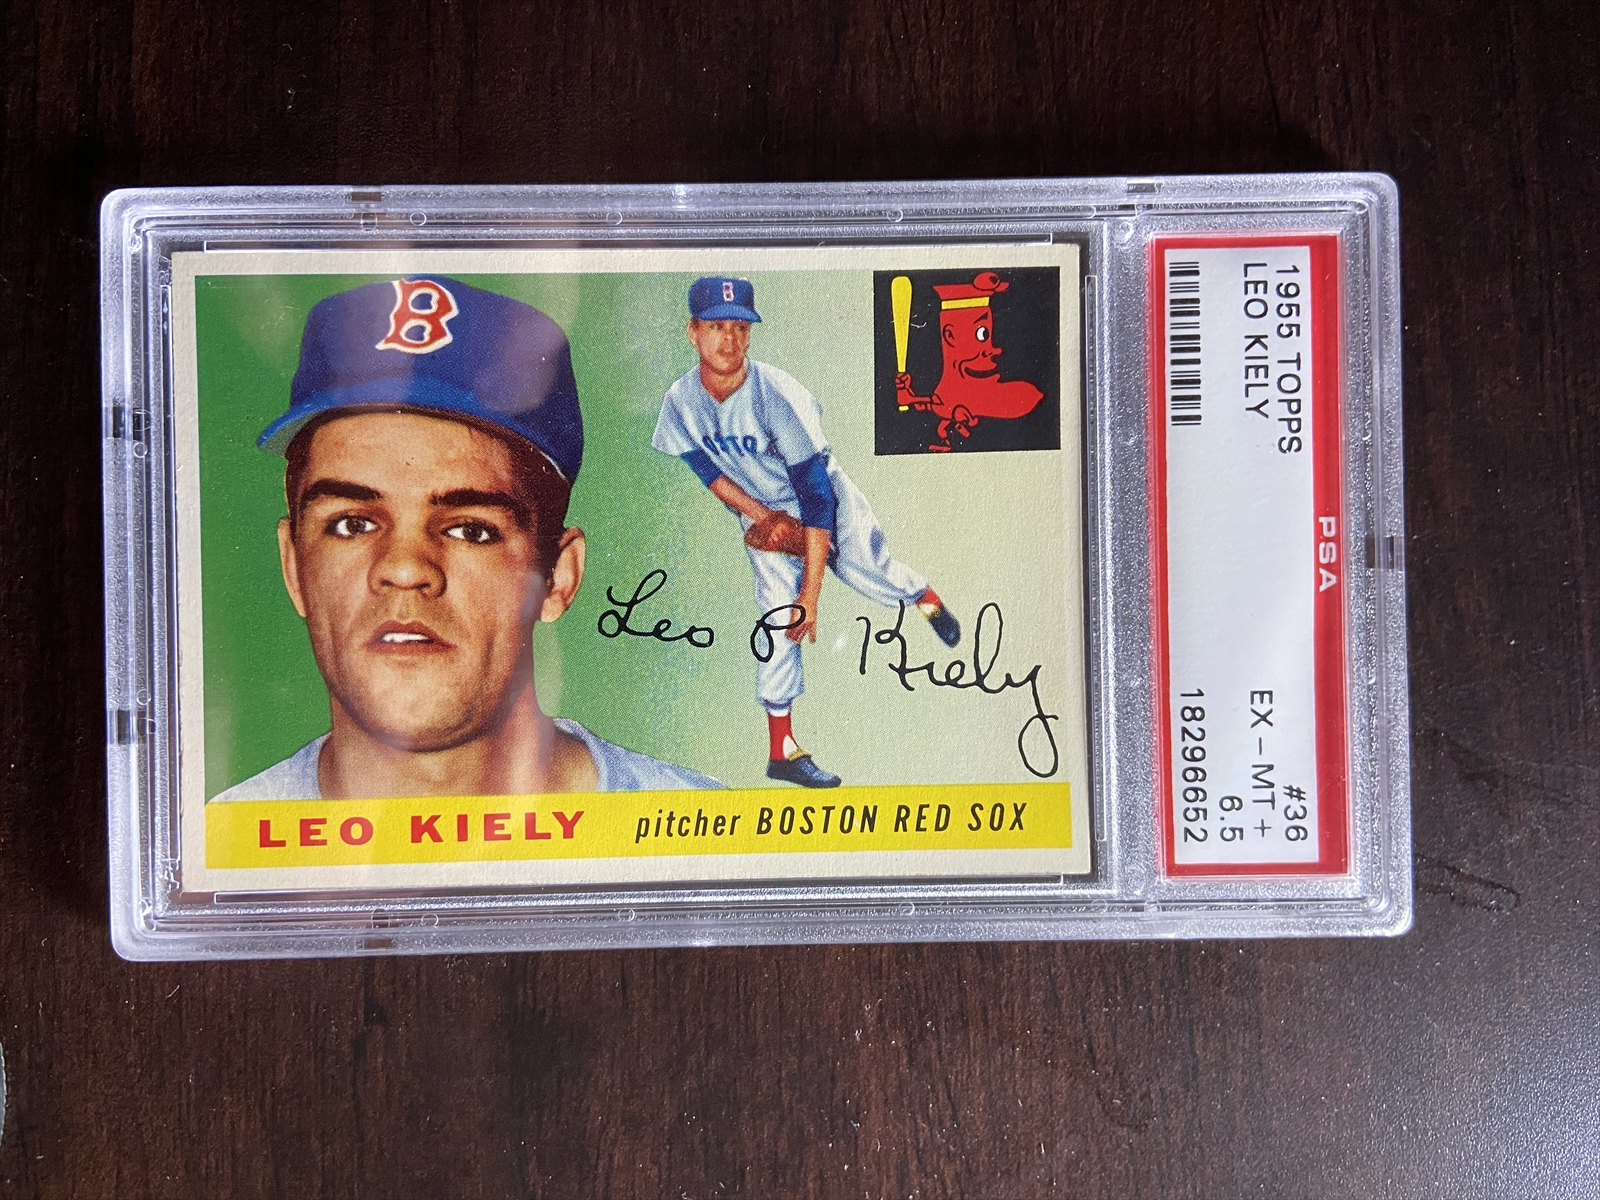 B
B
BOSTON
Leo P. Kiely
LEO KIELY pitcher BOSTON RED SOX
1955 TOPPS #36
LEO KIELY EX-MT+
6.5
18296652
PSA